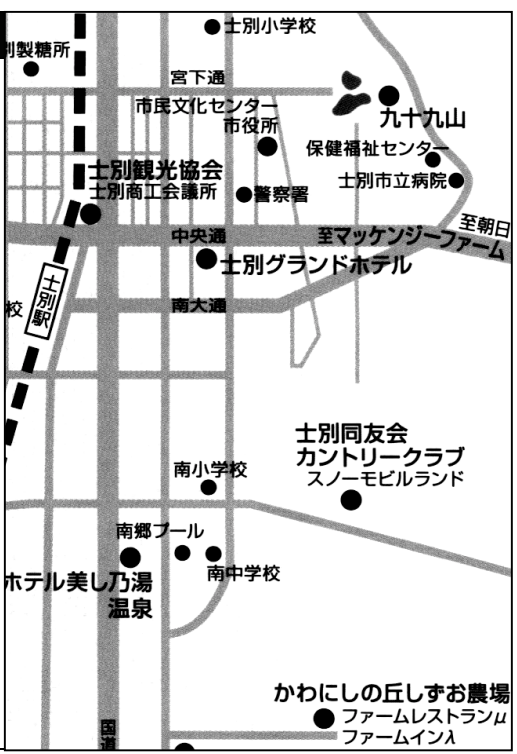 士別小学校
別製糖所
宮下通
市民文化センター
市役所
九十九山
保健福祉センター
士別市立病院
士別観光協会
士別商工会議所
警察署
至朝日
中央通
至マッケンジーファーム
士別グランドホテル
士別駅
校
南大通
士別同友会
カントリークラブ
スノーモビルランド
南小学校
南郷プール
南中学校
ホテル美し乃湯
温泉
かわにしの丘しずお農場
ファームレストランμ
ファームインλ
国道